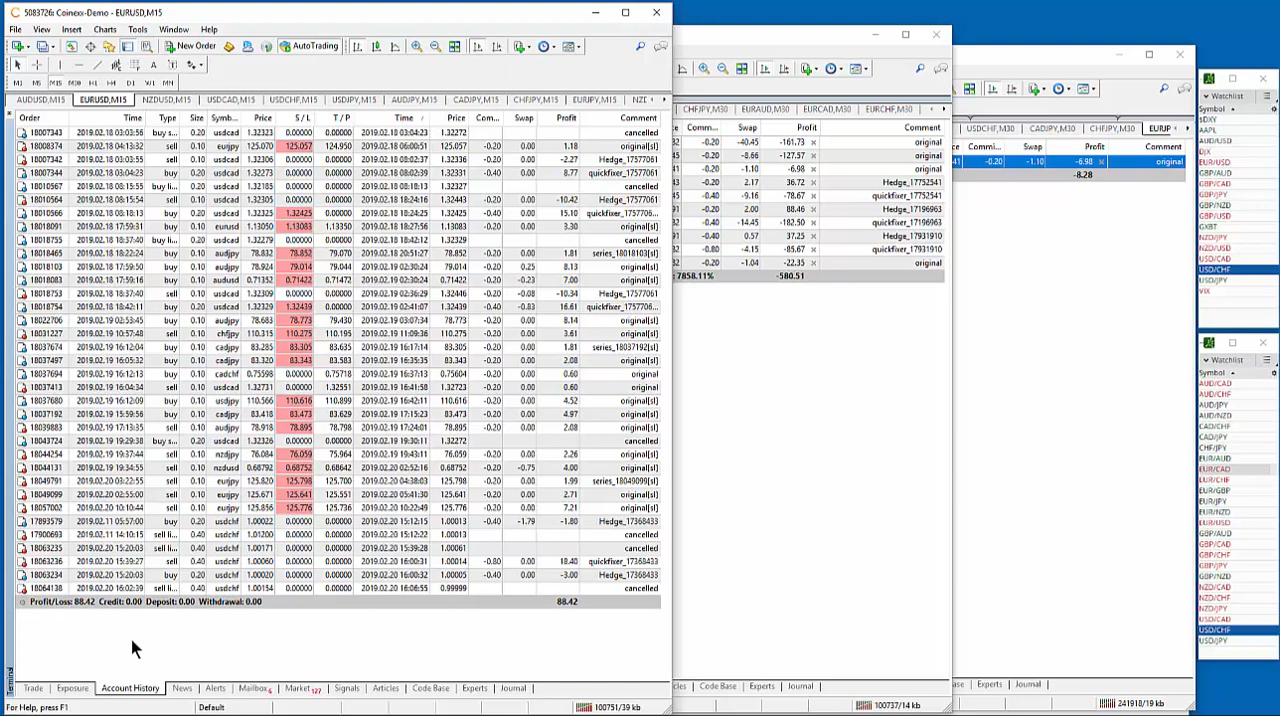 5083726: Coinexx-Demo - EURUSD,M15
File View Insert Charts Tools Window Help
New Order AutoTrading
M1 M5 M15 M30 H1 H4 D1 W1 MN
AUDUSD,M15 EURUSD,M15 NZDUSD,M15 USDCAD,M15 USDCHF,M15 USDJPY,M15 AUDJPY,M15 CADJPY,M15 CHFJPY,M15 EURJPY,M15 NZD
Order Time Type Size Symb... Price S / L T / P Time / Price Com... Swap Profit Comment
18007343 2019.02.18 03:03:56 buy s... 0.20 usdcad 1.32323 0.00000 0.00000 2019.02.18 03:04:23 1.32272 cancelled
18008374 2019.02.18 04:13:32 sell 0.10 eurjpy 125.070 125.057 124.950 2019.02.18 06:00:51 125.057 -0.20 0.00 1.18 original[sl]
18007342 2019.02.18 03:03:55 sell 0.20 usdcad 1.32306 0.00000 0.00000 2019.02.18 08:02:37 1.32336 -0.40 0.00 -2.27 Hedge_17577061
18007344 2019.02.18 03:04:23 buy 0.40 usdcad 1.32273 0.00000 0.00000 2019.02.18 08:02:39 1.32336 -0.80 0.00 8.77 quickfixer_1757706...
18010567 2019.02.18 08:15:55 buy li... 0.40 usdcad 1.32185 0.00000 0.00000 2019.02.18 08:18:13 1.32330 cancelled
18010564 2019.02.18 08:15:54 sell 0.20 usdcad 1.32305 0.00000 0.00000 2019.02.18 18:24:16 1.32443 -0.40 0.00 -10.42 Hedge_17577061
18010566 2019.02.18 08:18:13 buy 0.20 usdcad 1.32325 1.32425 0.00000 2019.02.18 18:24:25 1.32425 -0.40 0.00 15.10 quickfixer_1757706...
18018091 2019.02.18 17:59:31 buy 0.10 eurusd 1.13050 1.13083 1.13350 2019.02.18 18:27:56 1.13083 -0.20 0.00 3.30 original[sl]
18018755 2019.02.18 18:37:40 buy li... 0.20 usdcad 1.32279 0.00000 0.00000 2019.02.18 18:42:12 1.32329 cancelled
18018465 2019.02.18 18:22:24 buy 0.10 audjpy 78.832 78.852 79.070 2019.02.18 20:51:27 78.852 -0.20 0.00 1.81 series_18018103[sl]
18018103 2019.02.18 17:59:50 buy 0.10 audjpy 78.924 79.014 79.044 2019.02.19 02:30:24 79.014 -0.20 0.25 8.13 original[sl]
18018083 2019.02.18 17:59:19 buy 0.10 audusd 0.71352 0.71422 0.71472 2019.02.19 02:30:24 0.71422 -0.20 -0.23 7.00 original[sl]
18018753 2019.02.18 18:37:40 sell 0.20 usdcad 1.32309 0.00000 0.00000 2019.02.19 02:36:29 1.32446 -0.40 -0.08 -10.34 Hedge_17577061
18018754 2019.02.18 18:42:11 buy 0.20 usdcad 1.32329 1.32439 0.00000 2019.02.19 02:41:07 1.32439 -0.40 -0.83 16.61 quickfixer_1757706...
18022706 2019.02.19 02:53:45 buy 0.10 audjpy 78.683 78.773 79.430 2019.02.19 03:07:34 78.773 -0.20 0.00 8.14 original[sl]
18031227 2019.02.19 10:57:48 sell 0.10 chfjpy 110.315 110.275 110.195 2019.02.19 11:09:36 110.275 -0.20 0.00 3.61 original[sl]
18037674 2019.02.19 16:12:04 buy 0.10 cadjpy 83.285 83.305 83.635 2019.02.19 16:17:14 83.305 -0.20 0.00 1.81 series_18037192[sl]
18037497 2019.02.19 16:05:32 buy 0.10 cadjpy 83.320 83.343 83.583 2019.02.19 16:35:35 83.343 -0.20 0.00 2.08 original[sl]
18037694 2019.02.19 16:12:13 buy 0.10 cadchf 0.75598 0.00000 0.75718 2019.02.19 16:37:13 0.75604 -0.20 0.00 0.60 original
18037413 2019.02.19 16:04:34 sell 0.10 usdcad 1.32731 0.00000 1.32551 2019.02.19 16:41:58 1.32723 -0.20 0.00 0.60 original
18037680 2019.02.19 16:12:09 buy 0.10 usdjpy 110.566 110.616 110.899 2019.02.19 16:42:11 110.616 -0.20 0.00 4.52 original[sl]
18037192 2019.02.19 15:59:56 buy 0.10 cadjpy 83.418 83.473 83.629 2019.02.19 17:15:23 83.473 -0.20 0.00 4.97 original[sl]
18039883 2019.02.19 17:15:03 sell 0.10 audjpy 78.918 78.895 78.798 2019.02.19 17:24:01 78.895 -0.20 0.00 2.08 original[sl]
18043724 2019.02.19 19:29:38 buy s... 0.20 usdcad 1.32326 0.00000 0.00000 2019.02.19 19:30:11 1.32272 cancelled
18044254 2019.02.19 19:37:44 sell 0.10 nzdjpy 76.084 76.059 75.964 2019.02.19 19:43:11 76.059 -0.20 0.00 2.26 original[sl]
18044131 2019.02.19 19:34:55 sell 0.10 nzdusd 0.68792 0.68752 0.68642 2019.02.20 02:52:16 0.68752 -0.20 -0.75 4.00 original[sl]
18049791 2019.02.20 03:22:55 sell 0.10 eurjpy 125.820 125.798 125.700 2019.02.20 04:38:03 125.798 -0.20 0.00 1.99 series_18049099[sl]
18049099 2019.02.20 02:55:00 sell 0.10 eurjpy 125.671 125.641 125.551 2019.02.20 05:41:30 125.641 -0.20 0.00 2.71 original[sl]
18057002 2019.02.20 10:10:44 sell 0.10 eurjpy 125.856 125.776 125.736 2019.02.20 10:22:49 125.776 -0.20 0.00 7.21 original[sl]
17893579 2019.02.11 05:57:00 buy 0.20 usdchf 1.00022 0.00000 0.00000 2019.02.20 15:12:15 1.00013 -0.40 -1.79 -1.80 Hedge_17368433
17900693 2019.02.11 14:10:15 sell li... 0.40 usdchf 1.01200 0.00000 0.00000 2019.02.20 15:12:22 1.00013 cancelled
18063235 2019.02.20 15:20:03 sell li... 0.40 usdchf 1.00171 0.00000 0.00000 2019.02.20 15:39:28 1.00061 cancelled
18063236 2019.02.20 15:39:27 sell 0.40 usdchf 1.00060 0.00000 0.00000 2019.02.20 16:00:31 1.00014 -0.80 0.00 18.40 quickfixer_17368433
18063234 2019.02.20 15:20:03 buy 0.20 usdchf 1.00020 0.00000 0.00000 2019.02.20 16:00:32 1.00005 -0.40 0.00 -3.00 Hedge_17368433
18064138 2019.02.20 16:02:39 sell li... 0.40 usdchf 1.00154 0.00000 0.00000 2019.02.20 16:06:55 0.99999 cancelled
Profit/Loss: 88.42 Credit: 0.00 Deposit: 0.00 Withdrawal: 0.00 88.42
Terminal
Trade Exposure Account History News Alerts Mailbox Market 127 Signals Articles Code Base Experts Journal
For Help, press F1 Default 100751/39 kb
CHFJPY,M30 EURAUD,M30 EURCAD,M30 EURCHF,M30
Comm... Swap Profit Comment
-0.20 -40.45 -161.73 original
-0.20 -8.66 -127.57 original
-0.20 -1.10 -6.98 original
-0.40 2.17 36.72 Hedge_17752541
-0.40 -9.16 -78.67 quickfixer_17752541
-0.20 2.00 88.46 Hedge_17196963
-0.40 -14.45 -182.50 quickfixer_17196963
-0.40 0.57 37.25 Hedge_17931910
-0.80 -4.15 -85.67 quickfixer_17931910
-0.20 -1.04 -22.35 original
: 7858.11% -580.51
Code Base Experts Journal
100737/14 kb
USDCHF,M30 CADJPY,M30 CHFJPY,M30 EURJP
Commi... Swap Profit Comment
41 -0.20 -1.10 -6.98 original
-8.28
ase Experts Journal
241918/19 kb
Watchlist
Symbol
$DXY
AAPL
AUD/USD
DJX
EUR/USD
GBP/AUD
GBP/CAD
GBP/JPY
GBP/NZD
GBP/USD
GXBT
NZD/JPY
NZD/USD
USD/CAD
USD/CHF
USD/JPY
VIX
Watchlist
Symbol
AUD/CAD
AUD/CHF
AUD/JPY
AUD/NZD
CAD/CHF
CAD/JPY
CHF/JPY
EUR/AUD
EUR/CAD
EUR/CHF
EUR/GBP
EUR/JPY
EUR/NZD
EUR/USD
GBP/AUD
GBP/CAD
GBP/CHF
GBP/JPY
GBP/NZD
NZD/CAD
NZD/CHF
NZD/JPY
USD/CAD
USD/CHF
USD/JPY